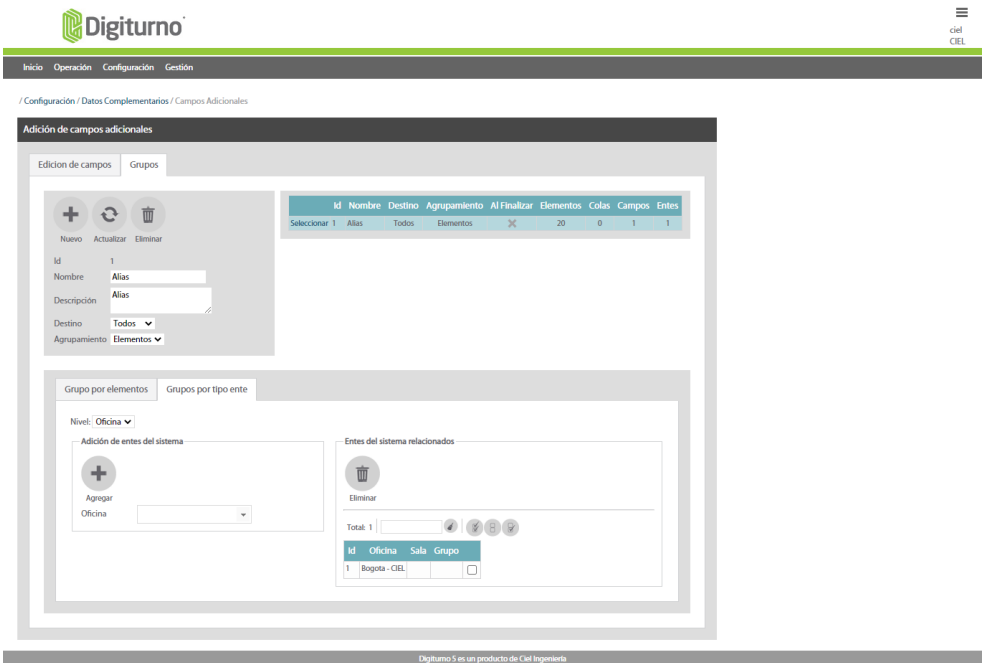 Digiturno
ciel
CIEL
Inicio Operación Configuración Gestión
/ Configuración / Datos Complementarios / Campos Adicionales
Adición de campos adicionales
Edicion de campos Grupos
Nuevo Actualizar Eliminar
Id 1
Nombre Alias
Descripción Alias
Destino Todos
Agrupamiento Elementos
Id Nombre Destino Agrupamiento Al Finalizar Elementos Colas Campos Entes
Seleccionar 1 Alias Todos Elementos 20 0 1 1
Grupo por elementos Grupos por tipo ente
Nivel: Oficina
Adición de entes del sistema
Agregar
Oficina
Entes del sistema relacionados
Eliminar
Total: 1
Id Oficina Sala Grupo
1 Bogota - CIEL
Digiturno 5 es un producto de Ciel Ingeniería